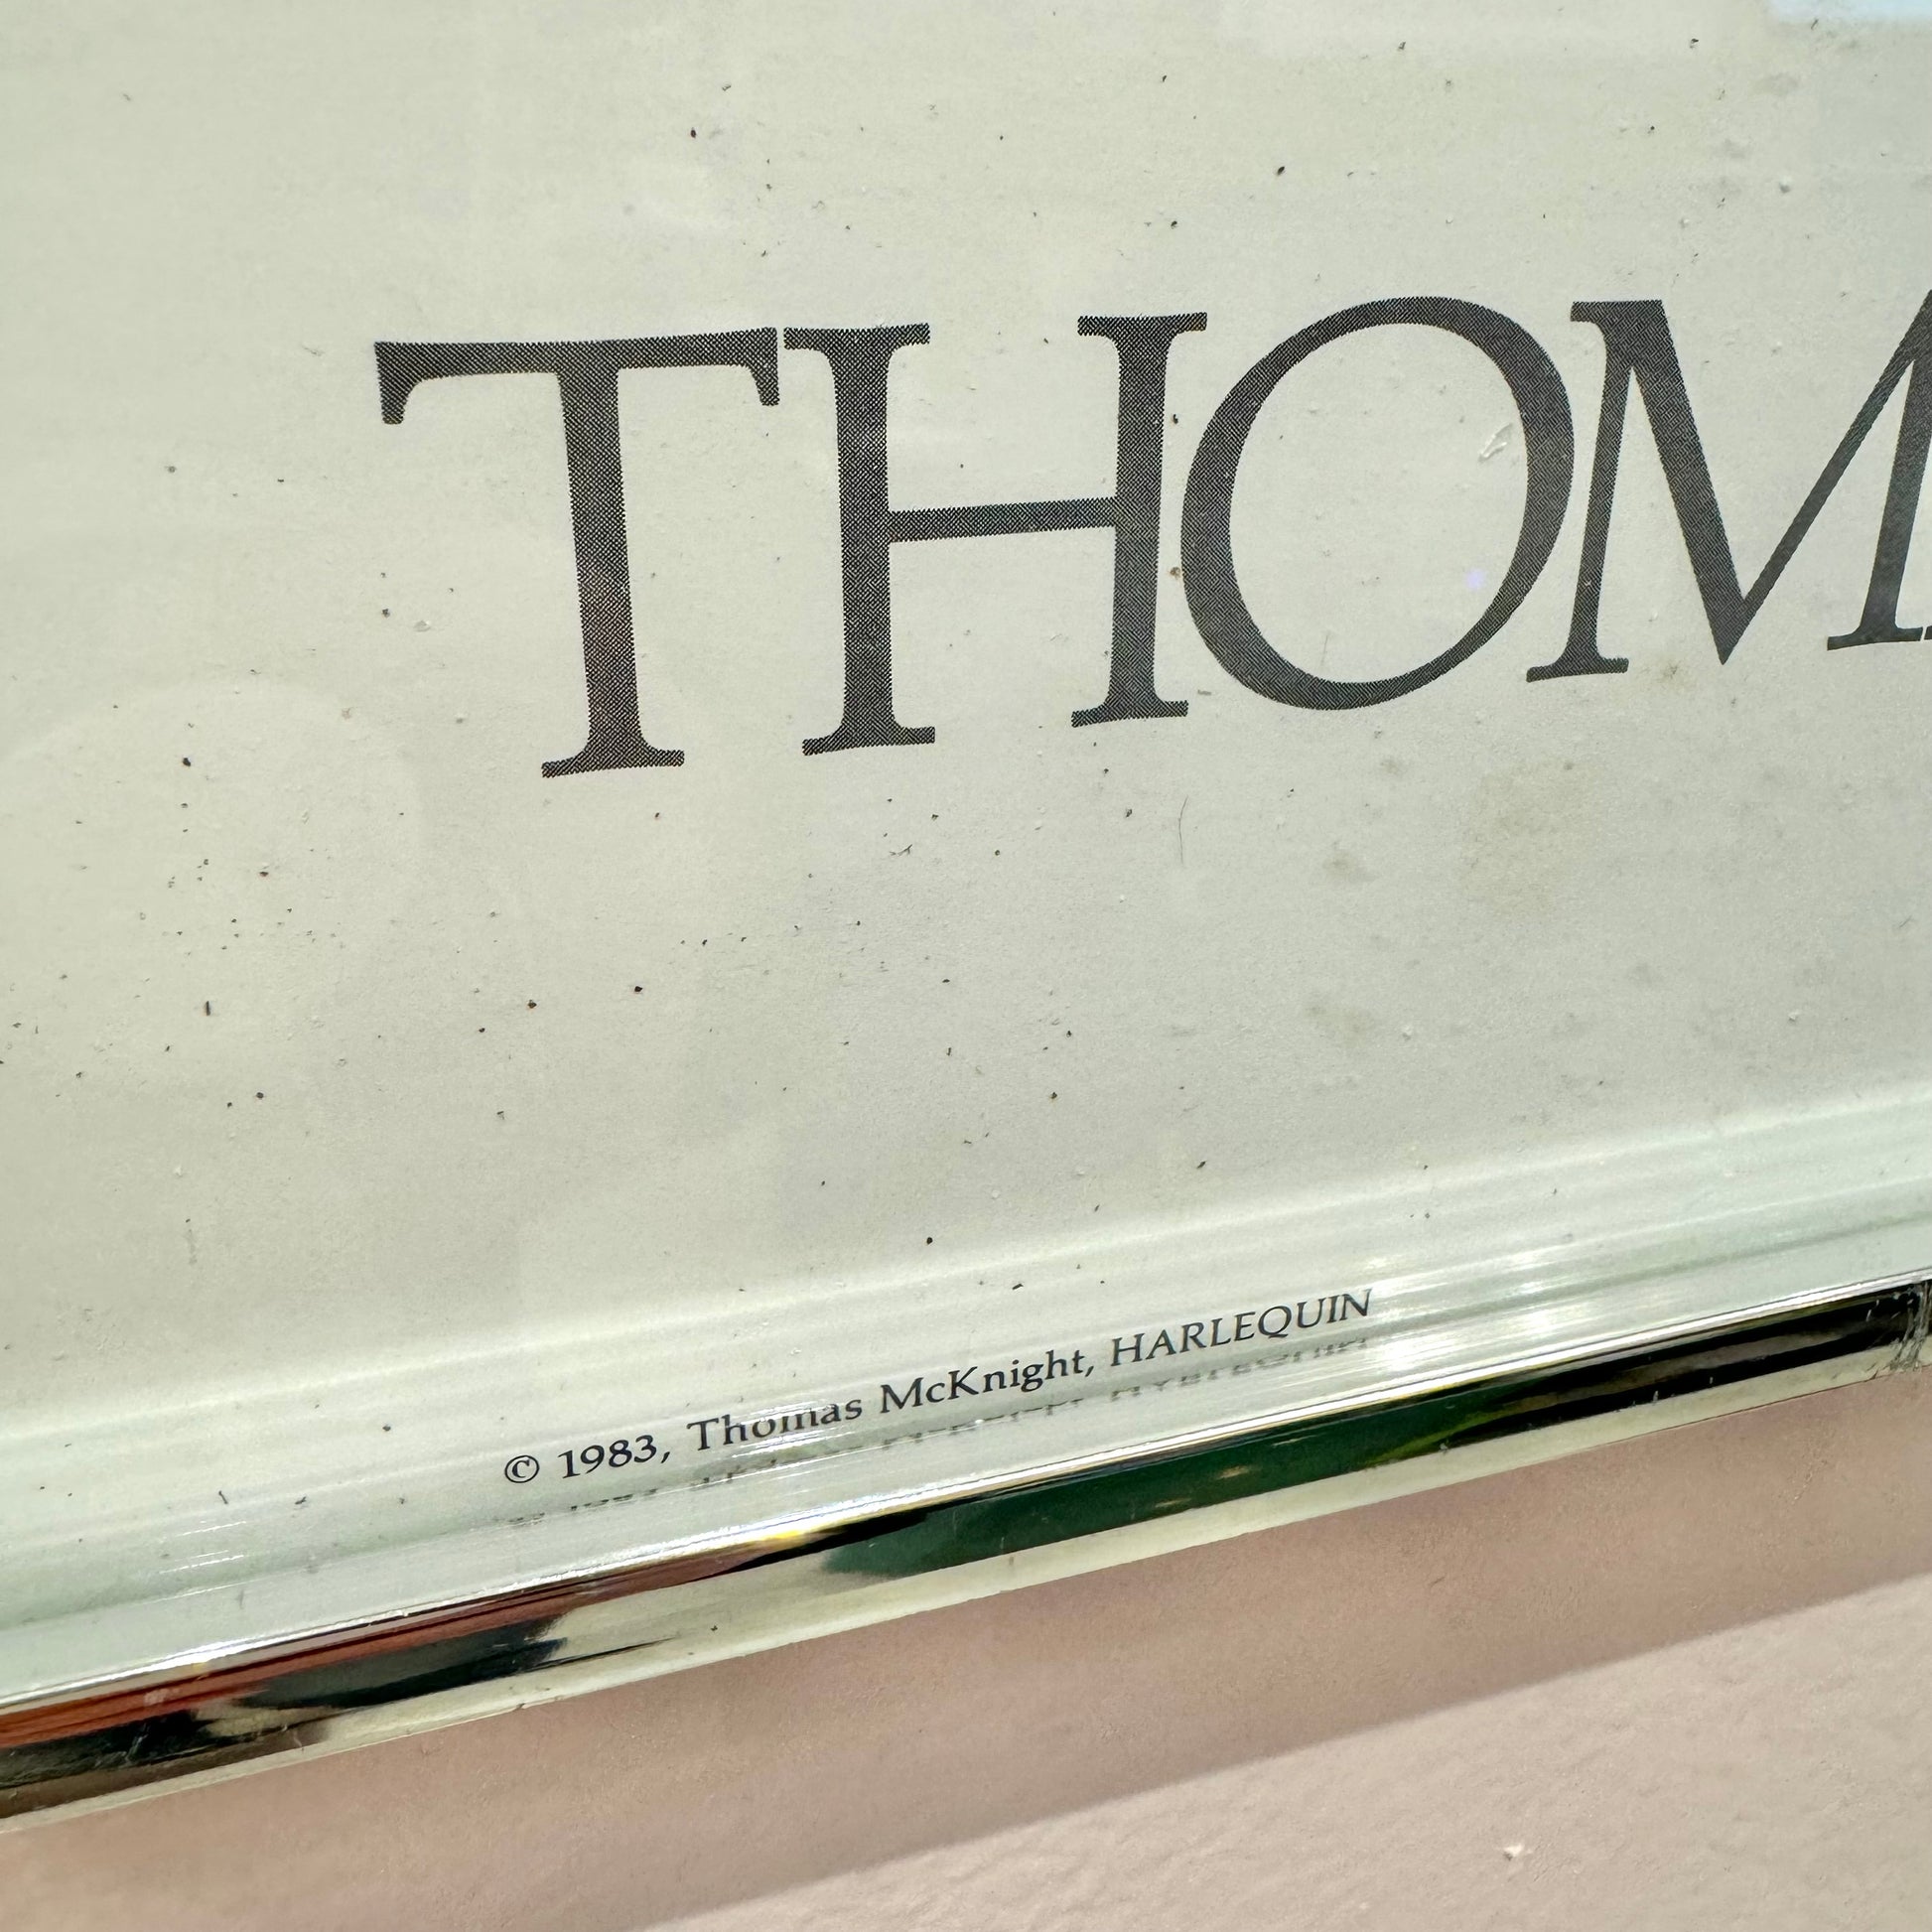 THOM
© 1983, Thomas McKnight, HARLEQUIN